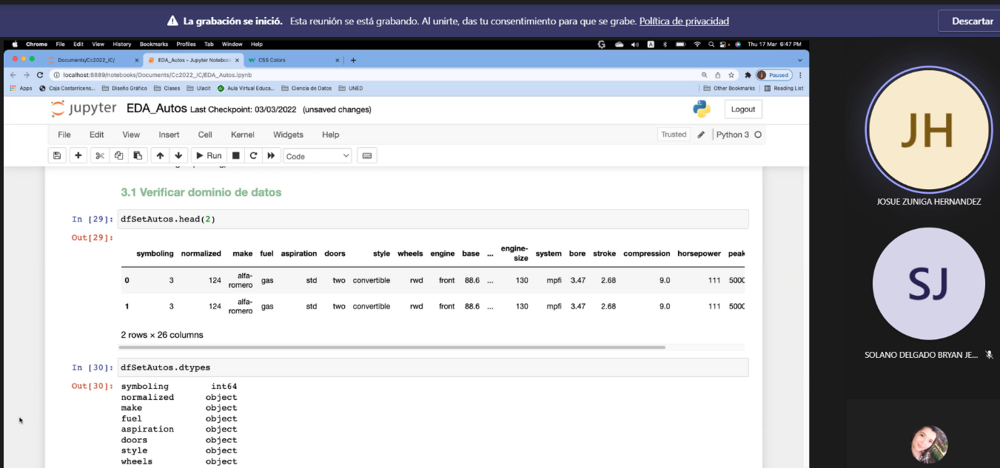 La grabación se inició. Esta reunión se está grabando. Al unirte, das tu consentimiento para que se grabe. Política de privacidad
Descartar
Chrome File Edit View History Bookmarks Profiles Tab Window Help
Thu 17 Mar 6:47 PM
Documents/Cc2022_IC/
EDA_Autos - Jupyter Notebook
CSS Colors
localhost:8889/notebooks/Documents/Cc2022_IC/EDA_Autos.ipynb
Paused
Apps Caja Costarricens... Diseño Gráfico Clases Ulacit Aula Virtual Educa... Ciencia de Datos UNED Other Bookmarks Reading List
jupyter EDA_Autos Last Checkpoint: 03/03/2022 (unsaved changes)
Logout
File Edit View Insert Cell Kernel Widgets Help
Trusted Python 3
Run Code
3.1 Verificar dominio de datos
In [29]: dfSetAutos.head(2)
Out[29]:
symboling normalized make fuel aspiration doors style wheels engine base ... engine-size system bore stroke compression horsepower peak
0 3 124 alfa-romero gas std two convertible rwd front 88.6 ... 130 mpfi 3.47 2.68 9.0 111 5000
1 3 124 alfa-romero gas std two convertible rwd front 88.6 ... 130 mpfi 3.47 2.68 9.0 111 5000
2 rows × 26 columns
In [30]: dfSetAutos.dtypes
Out[30]: symboling int64
normalized object
make object
fuel object
aspiration object
doors object
style object
wheels object
JH
JOSUE ZUNIGA HERNANDEZ
SJ
SOLANO DELGADO BRYAN JE...